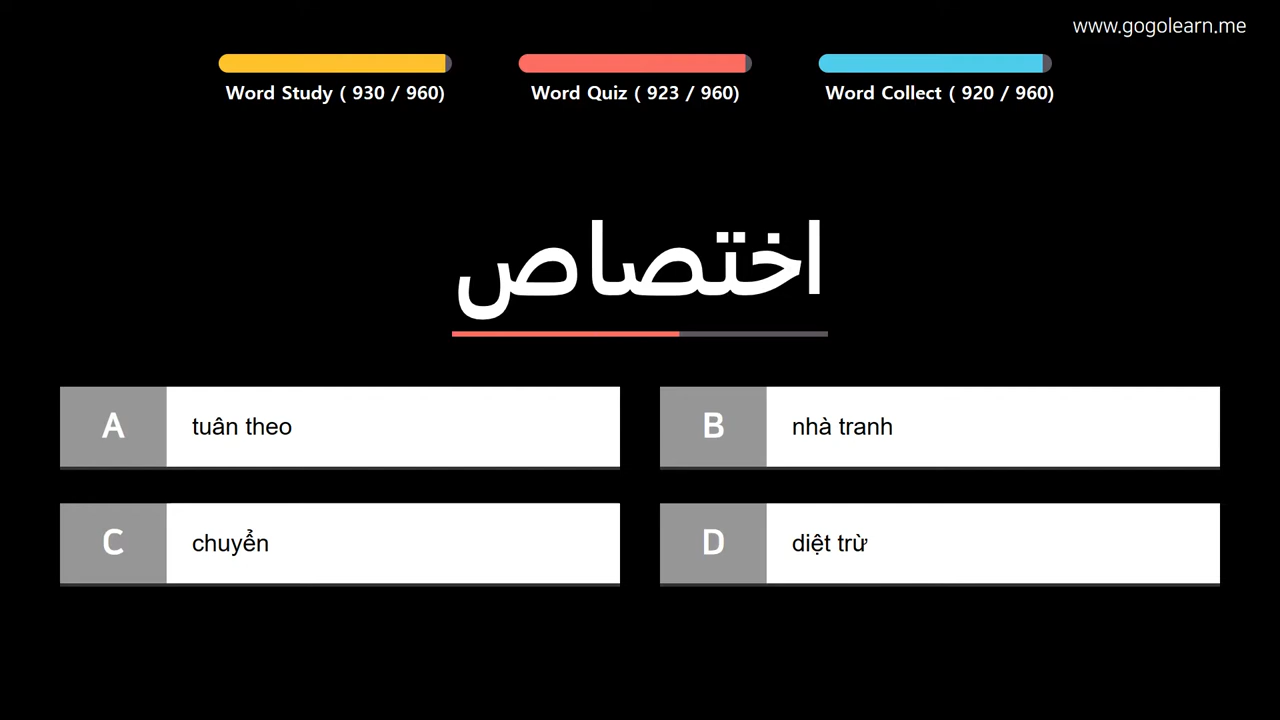 www.gogolearn.me
Word Study ( 930 / 960)
Word Quiz ( 923 / 960)
Word Collect ( 920 / 960)
اختصاص
A tuân theo
B nhà tranh
C chuyển
D diệt trừ